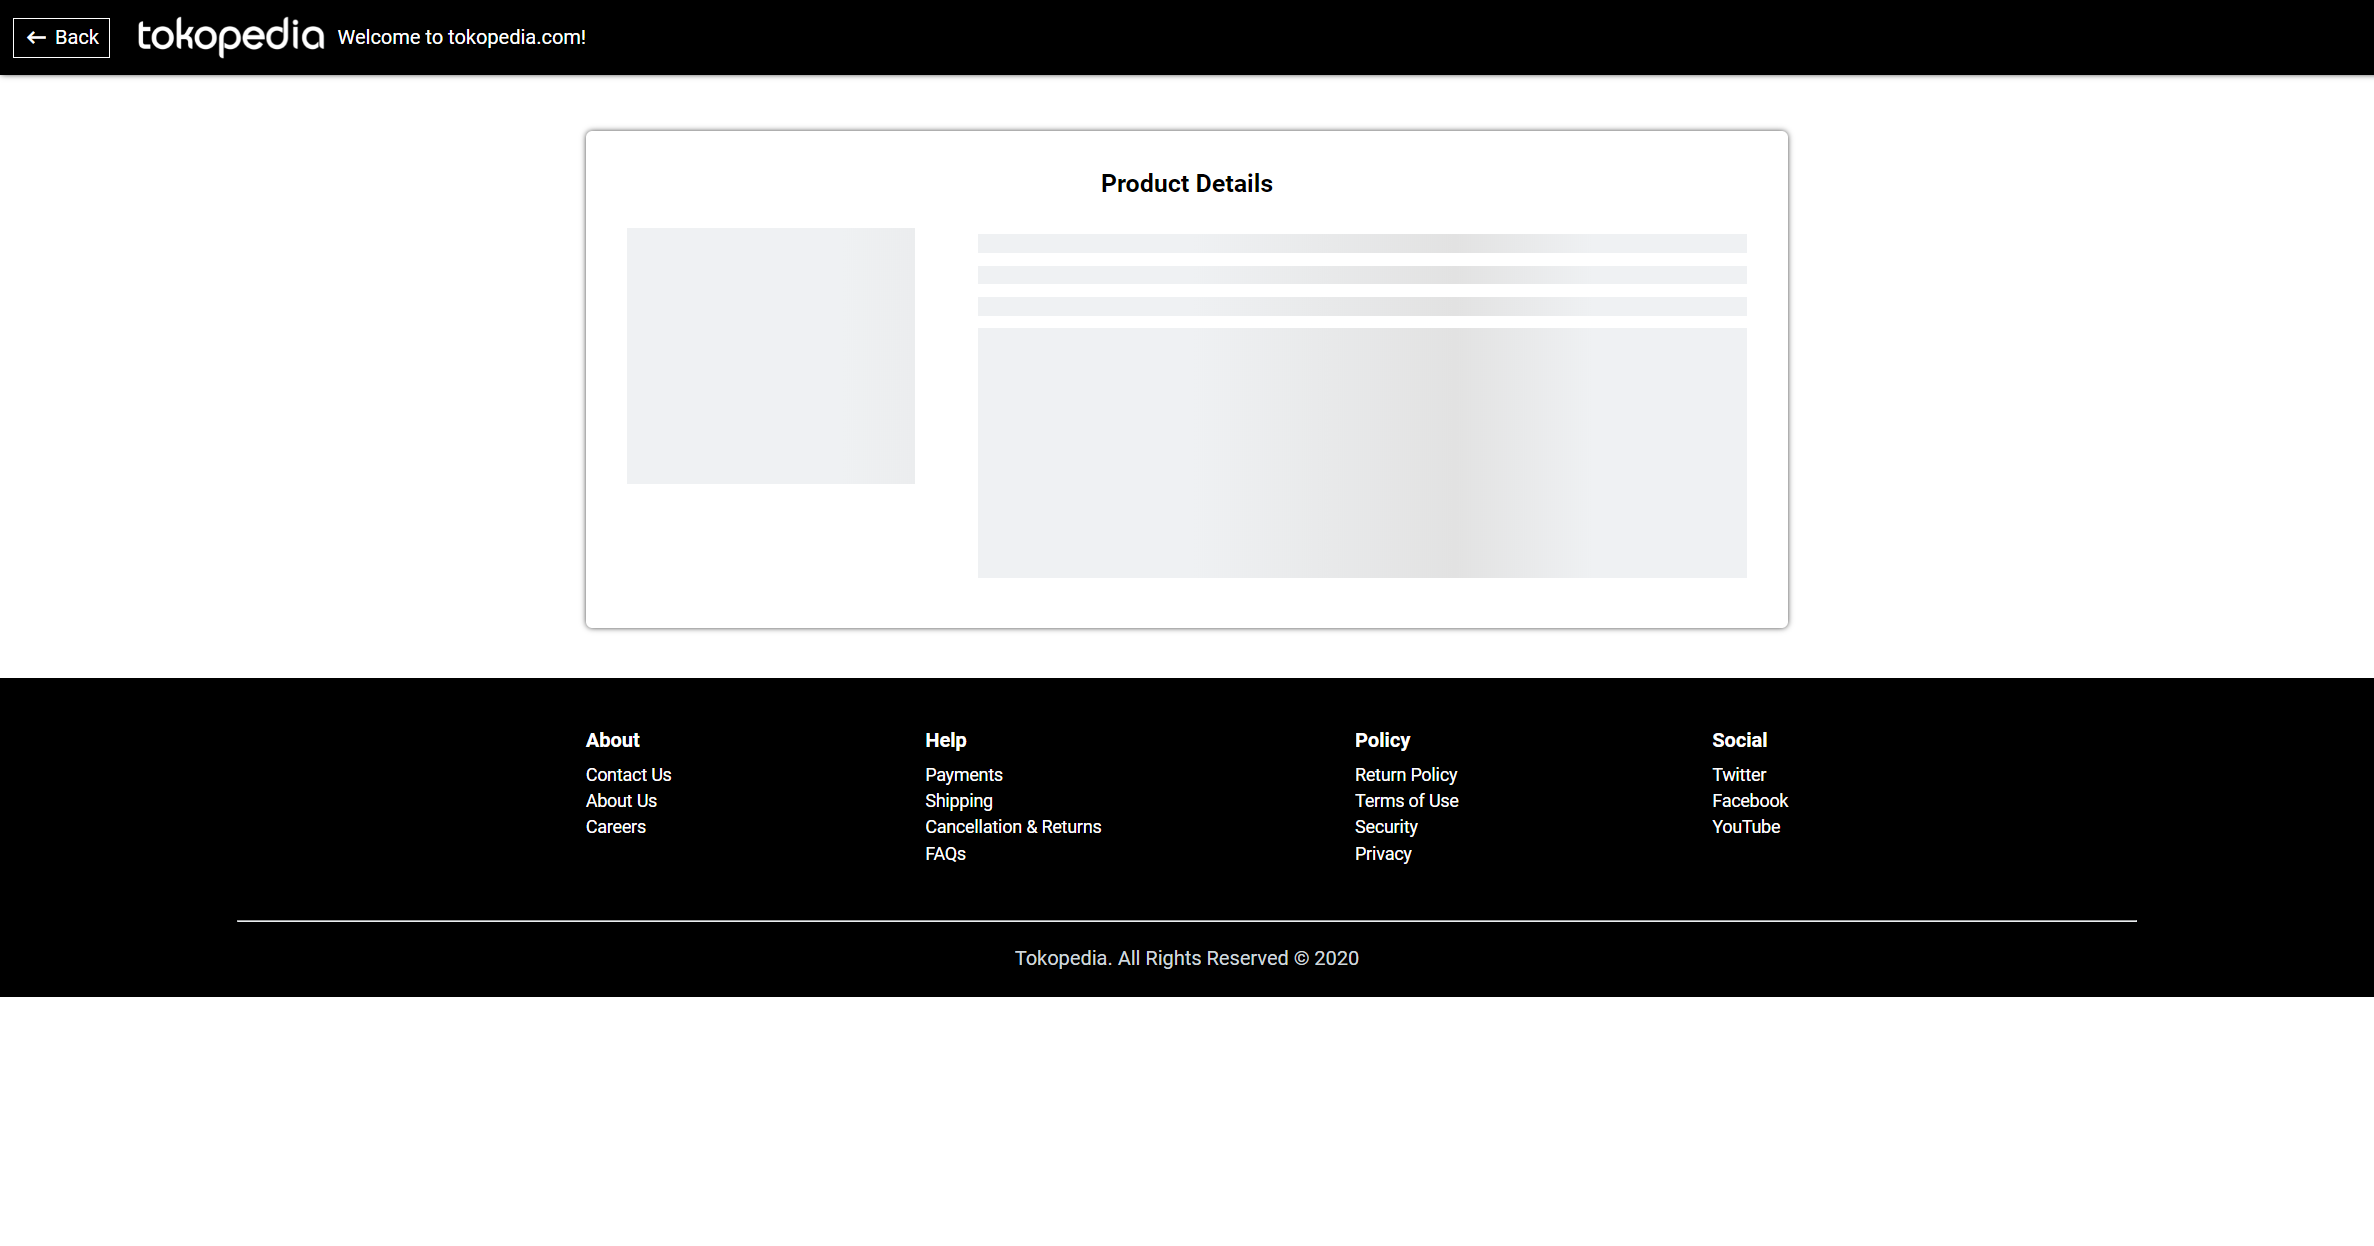 Back
tokopedia
Welcome to tokopedia.com!
Product Details
About
Contact Us
About Us
Careers
Help
Payments
Shipping
Cancellation & Returns
FAQs
Policy
Return Policy
Terms of Use
Security
Privacy
Social
Twitter
Facebook
YouTube
Tokopedia. All Rights Reserved © 2020